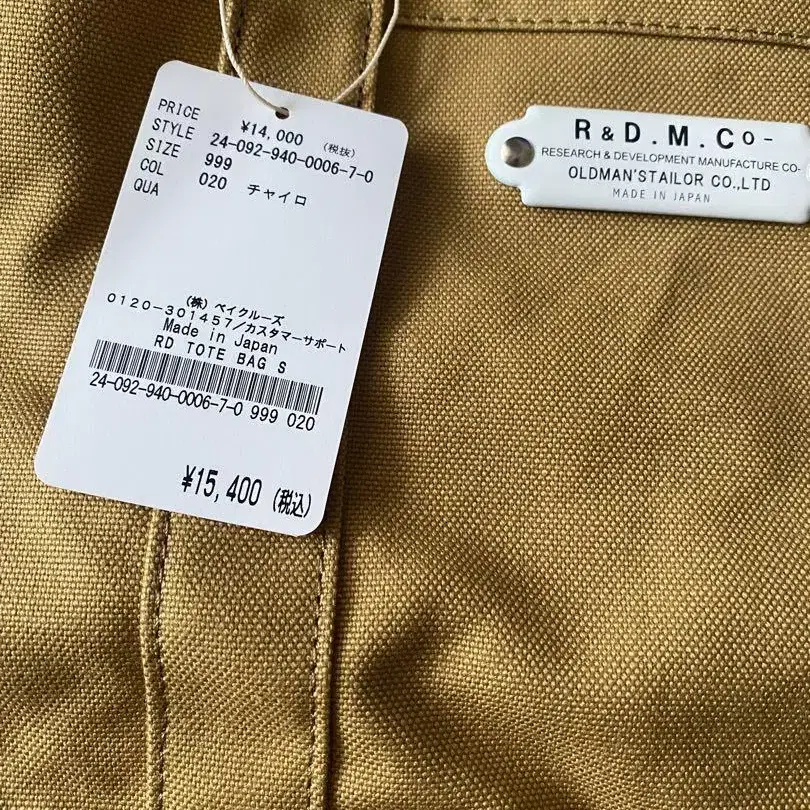 PRICE ¥14,000 (税抜)
STYLE 24-092-940-0006-7-0
SIZE 999
COL 020 チャイロ
QUA
(株)ベイクルーズ
0120-301457/カスタマーサポート
Made in Japan
RD TOTE BAG S
24-092-940-0006-7-0 999 020
¥15,400 (税込)
R & D.M.Co-
RESEARCH & DEVELOPMENT MANUFACTURE CO-
OLDMAN'S TAILOR CO.,LTD
MADE IN JAPAN